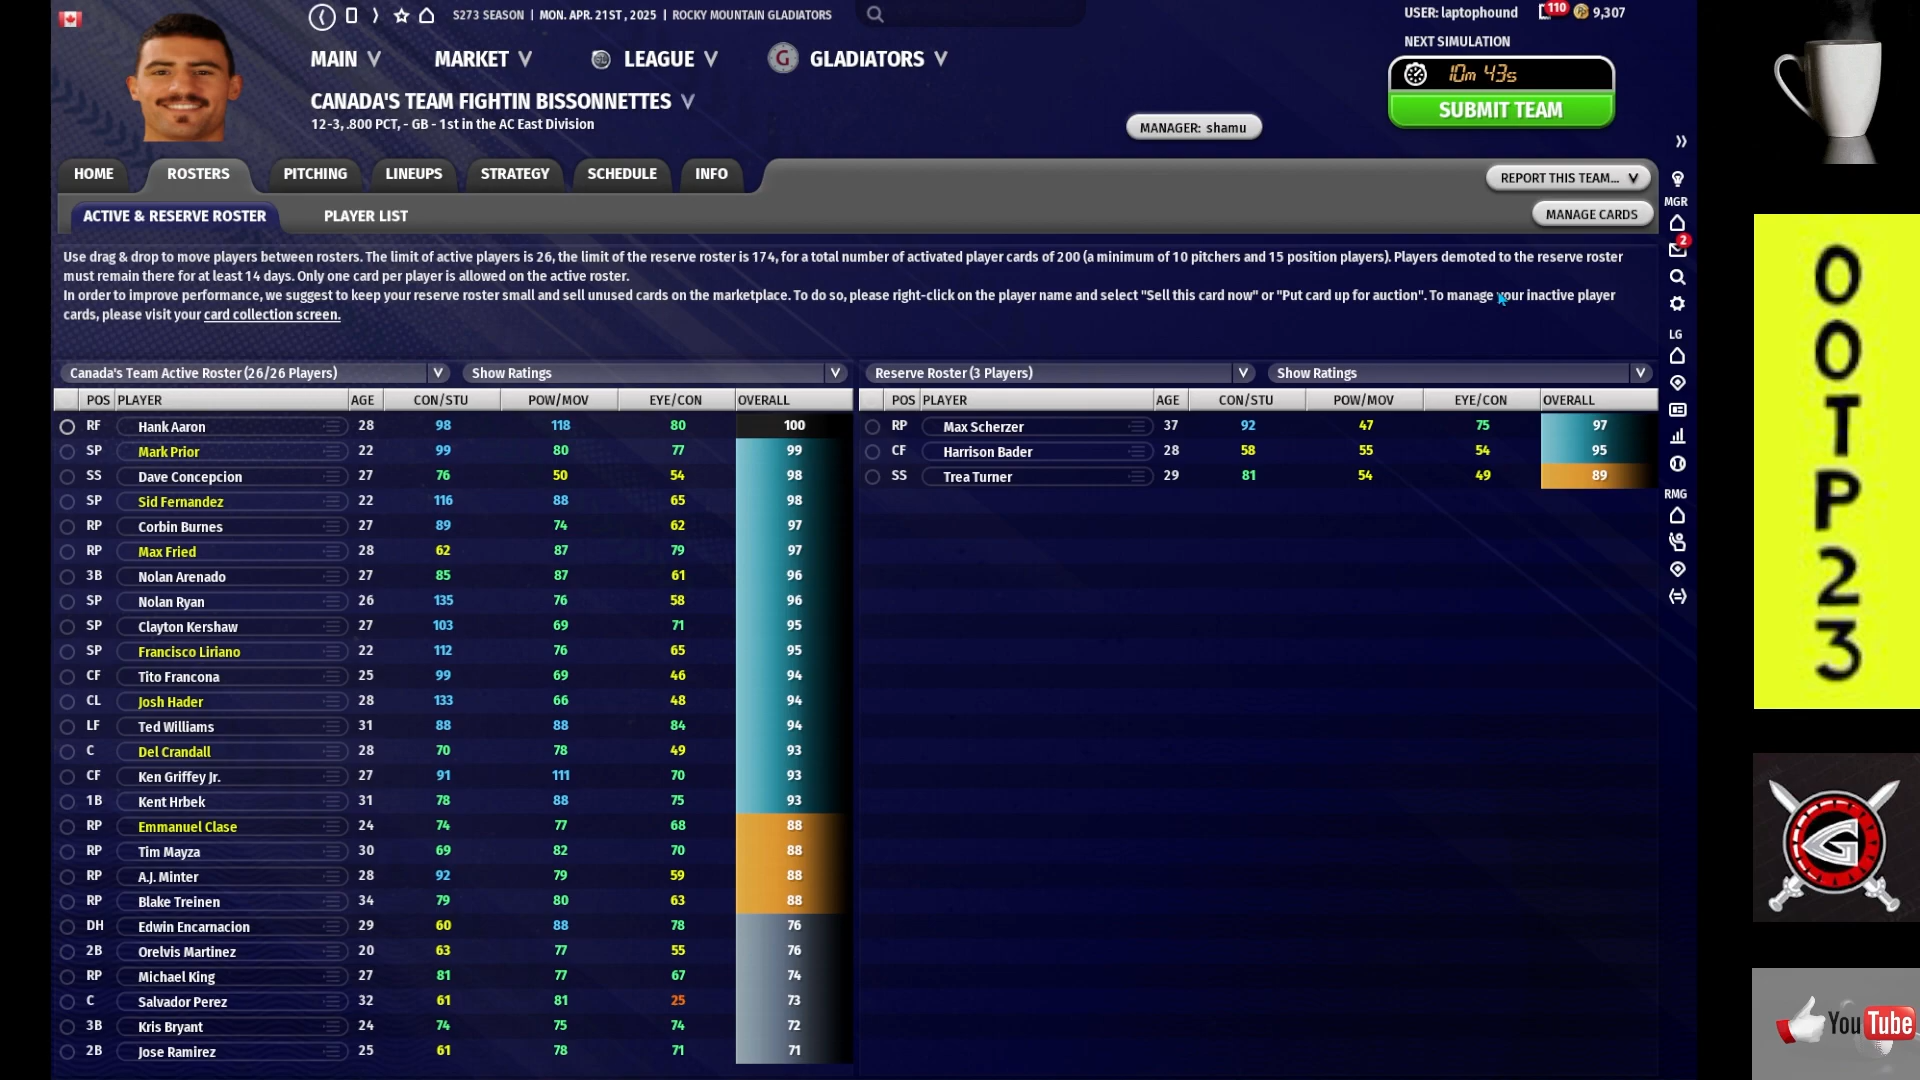 S273 SEASON | MON. APR. 21ST , 2025 | ROCKY MOUNTAIN GLADIATORS
USER: laptophound 110 9,307
NEXT SIMULATION
10m 43s
SUBMIT TEAM
MAIN MARKET LEAGUE GLADIATORS
CANADA'S TEAM FIGHTIN BISSONNETTES
12-3, .800 PCT, - GB - 1st in the AC East Division
MANAGER: shamu
HOME ROSTERS PITCHING LINEUPS STRATEGY SCHEDULE INFO
REPORT THIS TEAM...
ACTIVE & RESERVE ROSTER PLAYER LIST
MANAGE CARDS
Use drag & drop to move players between rosters. The limit of active players is 26, the limit of the reserve roster is 174, for a total number of activated player cards of 200 (a minimum of 10 pitchers and 15 position players). Players demoted to the reserve roster
must remain there for at least 14 days. Only one card per player is allowed on the active roster.
In order to improve performance, we suggest to keep your reserve roster small and sell unused cards on the marketplace. To do so, please right-click on the player name and select "Sell this card now" or "Put card up for auction". To manage your inactive player
cards, please visit your card collection screen.
Canada's Team Active Roster (26/26 Players) Show Ratings
POS PLAYER AGE CON/STU POW/MOV EYE/CON OVERALL
RF Hank Aaron 28 98 118 80 100
SP Mark Prior 22 99 80 77 99
SS Dave Concepcion 27 76 50 54 98
SP Sid Fernandez 22 116 88 65 98
RP Corbin Burnes 27 89 74 62 97
RP Max Fried 28 62 87 79 97
3B Nolan Arenado 27 85 87 61 96
SP Nolan Ryan 26 135 76 58 96
SP Clayton Kershaw 27 103 69 71 95
SP Francisco Liriano 22 112 76 65 95
CF Tito Francona 25 99 69 46 94
CL Josh Hader 28 133 66 48 94
LF Ted Williams 31 88 88 84 94
C Del Crandall 28 70 78 49 93
CF Ken Griffey Jr. 27 91 111 70 93
1B Kent Hrbek 31 78 88 75 93
RP Emmanuel Clase 24 74 77 68 88
RP Tim Mayza 30 69 82 70 88
RP A.J. Minter 28 92 79 59 88
RP Blake Treinen 34 79 80 63 88
DH Edwin Encarnacion 29 60 88 78 76
2B Orelvis Martinez 20 63 77 55 76
RP Michael King 27 81 77 67 74
C Salvador Perez 32 61 81 25 73
3B Kris Bryant 24 74 75 74 72
2B Jose Ramirez 25 61 78 71 71
Reserve Roster (3 Players) Show Ratings
POS PLAYER AGE CON/STU POW/MOV EYE/CON OVERALL
RP Max Scherzer 37 92 47 75 97
CF Harrison Bader 28 58 55 54 95
SS Trea Turner 29 81 54 49 89
MGR
2
LG
RMG
OOTP23
G
YouTube